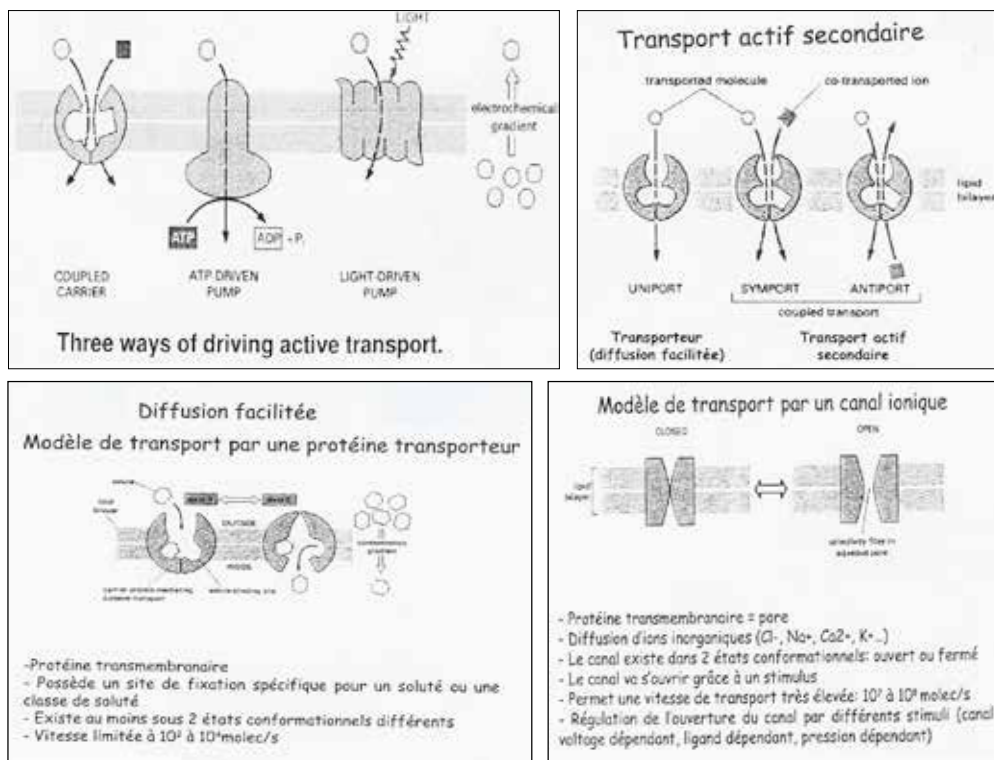 LIGHT
electrochemical
gradient
ATP
ADP + Pi
COUPLED
CARRIER
ATP DRIVEN
PUMP
LIGHT-DRIVEN
PUMP
Three ways of driving active transport.
Transport actif secondaire
transported molecule
co-transported ion
lipid
bilayer
UNIPORT
SYMPORT
ANTIPORT
coupled transport
Transporteur
(diffusion facilitée)
Transport actif
secondaire
Diffusion facilitée
Modèle de transport par une protéine transporteur
OUTSIDE
INSIDE
concentration
gradient
-Protéine transmembranaire
- Possède un site de fixation spécifique pour un soluté ou une
classe de soluté
- Existe au moins sous 2 états conformationnels différents
- Vitesse limitée à 10² à 10⁴molec/s
Modèle de transport par un canal ionique
CLOSED
OPEN
lipid
bilayer
selectivity filter in
aqueous pore
- Protéine transmembranaire = pore
- Diffusion d'ions inorganiques (Cl-, Na+, Ca2+, K+...)
- Le canal existe dans 2 états conformationnels: ouvert ou fermé
- Le canal va s'ouvrir grâce à un stimulus
- Permet une vitesse de transport très élevée: 10⁷ à 10⁸ molec/s
- Régulation de l'ouverture du canal par différents stimuli (canal
voltage dépendant, ligand dépendant, pression dépendant)